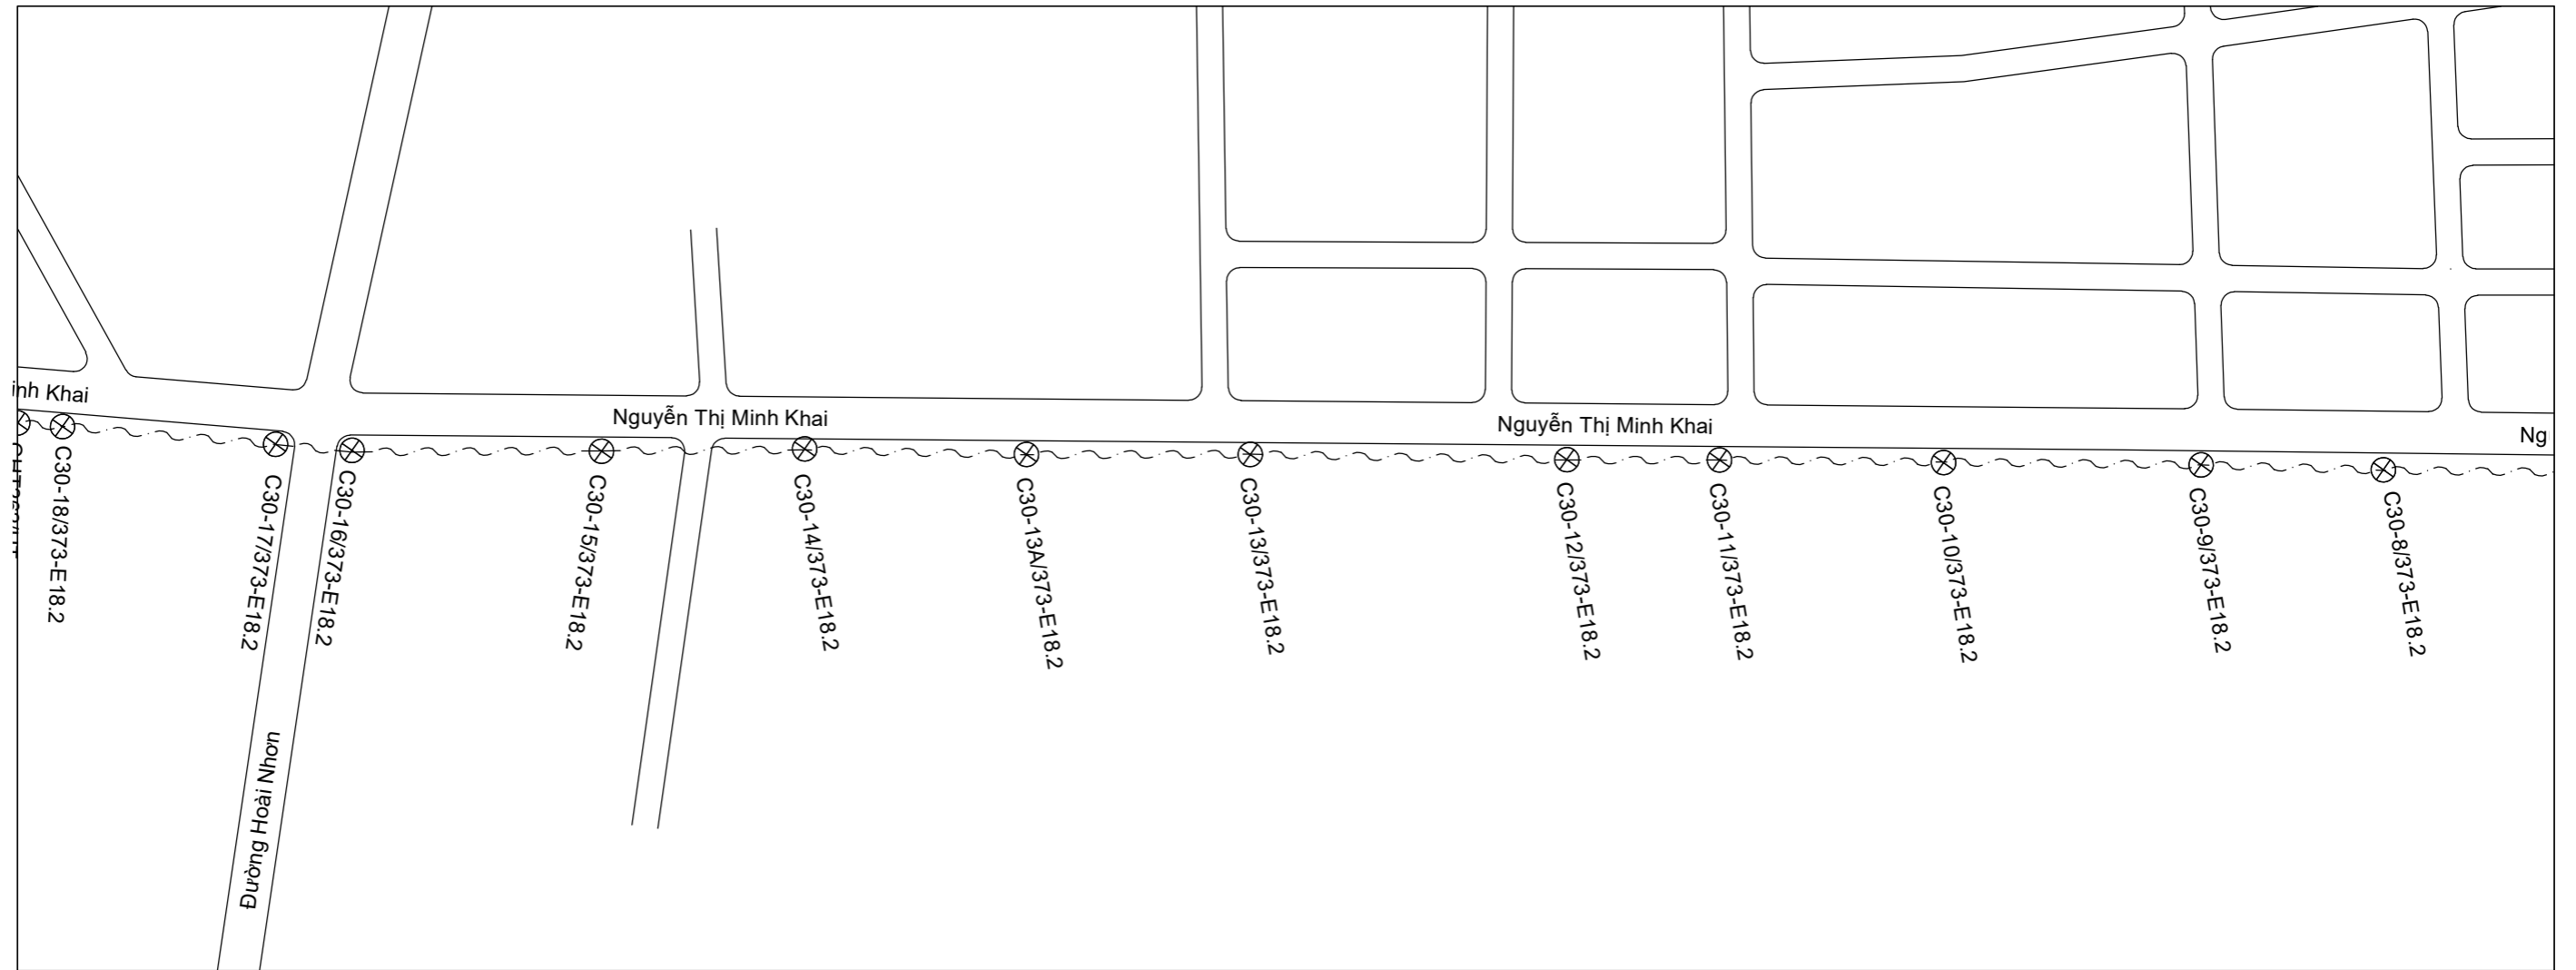 inh Khai
Nguyễn Thị Minh Khai
Nguyễn Thị Minh Khai
Ng
C30-18/373-E18.2
C30-17/373-E18.2
C30-16/373-E18.2
C30-15/373-E18.2
C30-14/373-E18.2
C30-13A/373-E18.2
C30-13/373-E18.2
C30-12/373-E18.2
C30-11/373-E18.2
C30-10/373-E18.2
C30-9/373-E18.2
C30-8/373-E18.2
Đường Hoài Nhơn